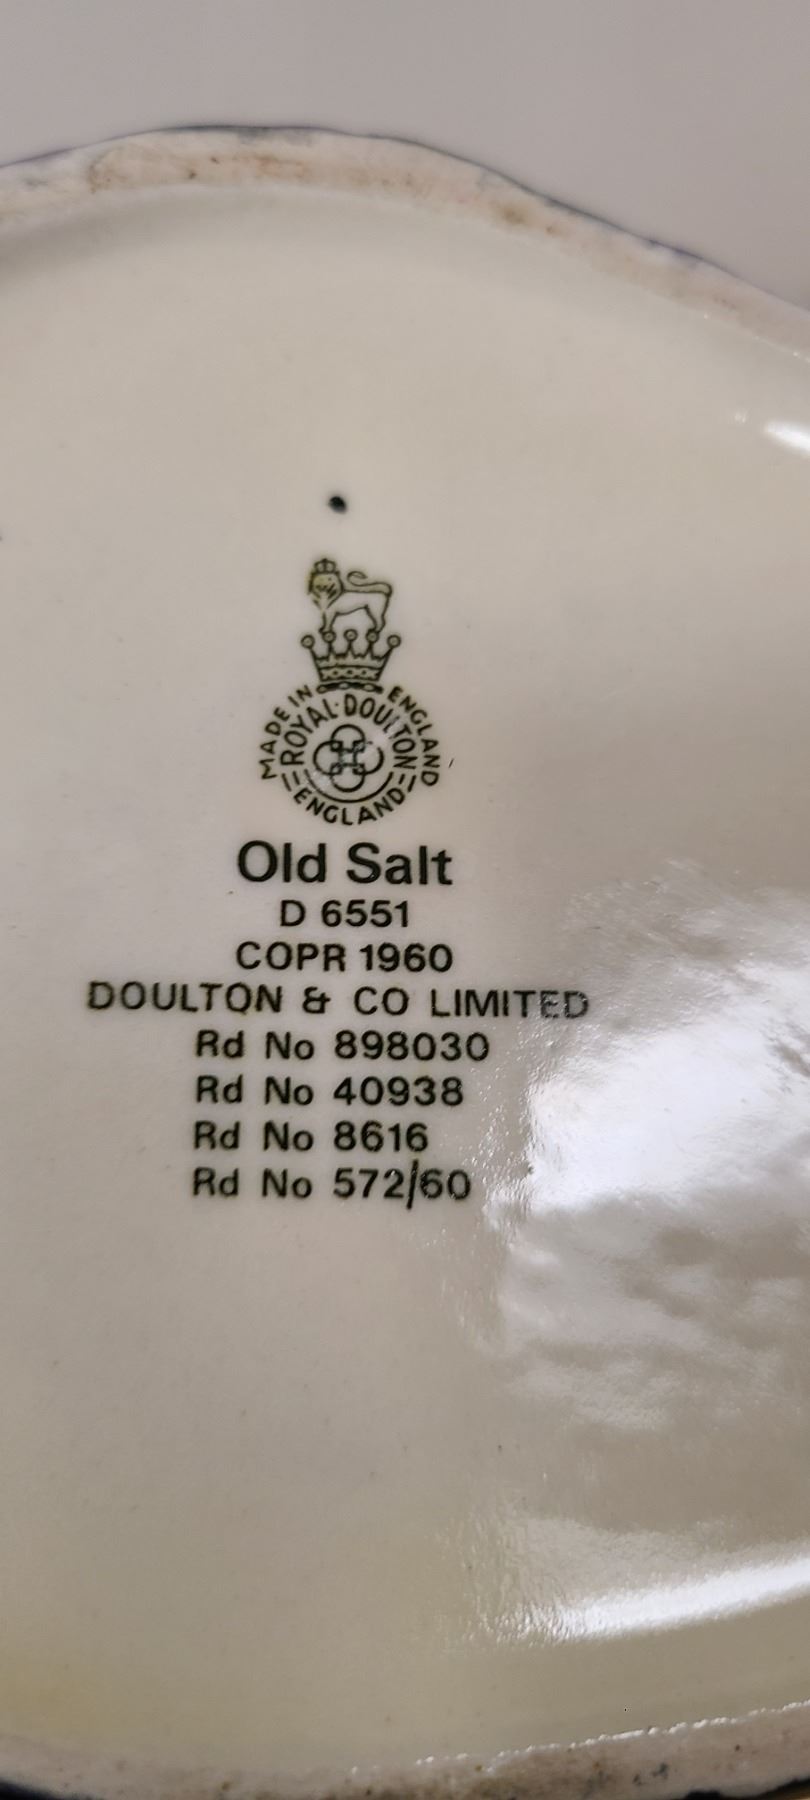 MADE IN ENGLAND
ROYAL·DOULTON
ENGLAND
Old Salt
D 6551
COPR 1960
DOULTON & CO LIMITED
Rd No 898030
Rd No 40938
Rd No 8616
Rd No 572/60